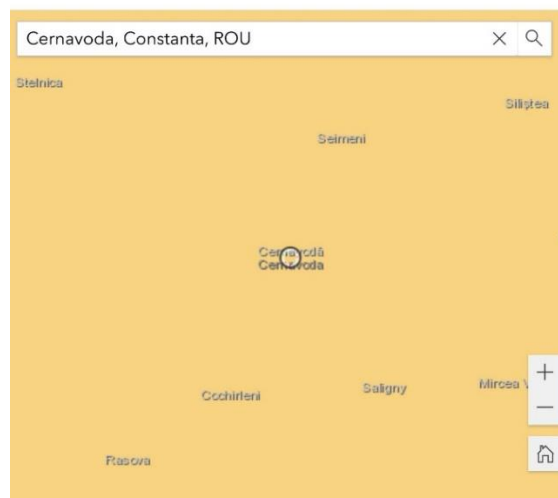 Cernavoda, Constanta, ROU
Stelnica
Siliștea
Seimeni
Cernavodă
Cernavoda
Mircea V
Saligny
Cochirleni
Rasova